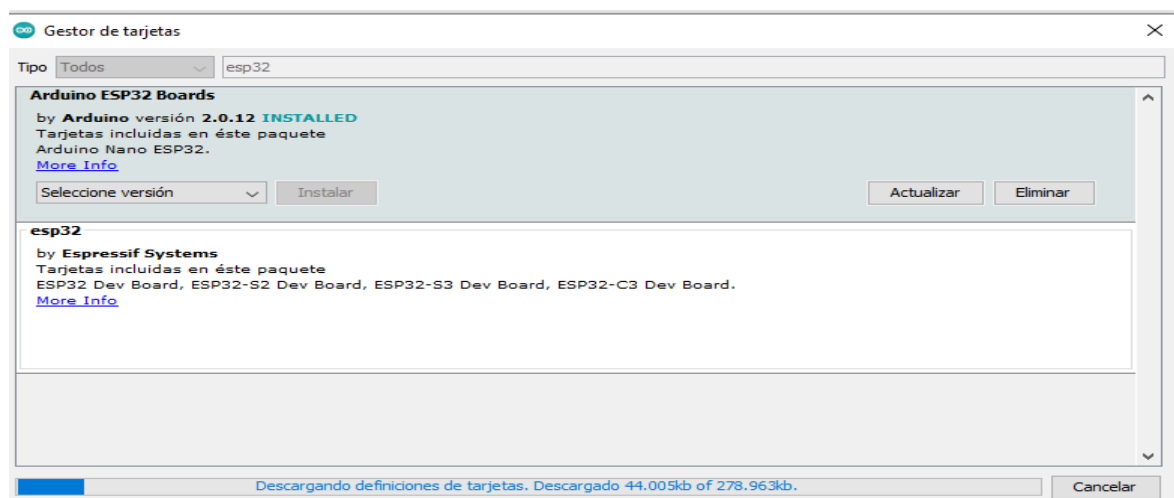 Gestor de tarjetas
Tipo Todos esp32
Arduino ESP32 Boards
by Arduino versión 2.0.12 INSTALLED
Tarjetas incluidas en éste paquete
Arduino Nano ESP32.
More Info
Seleccione versión Instalar Actualizar Eliminar
esp32
by Espressif Systems
Tarjetas incluidas en éste paquete
ESP32 Dev Board, ESP32-S2 Dev Board, ESP32-S3 Dev Board, ESP32-C3 Dev Board.
More Info
Descargando definiciones de tarjetas. Descargado 44.005kb of 278.963kb. Cancelar